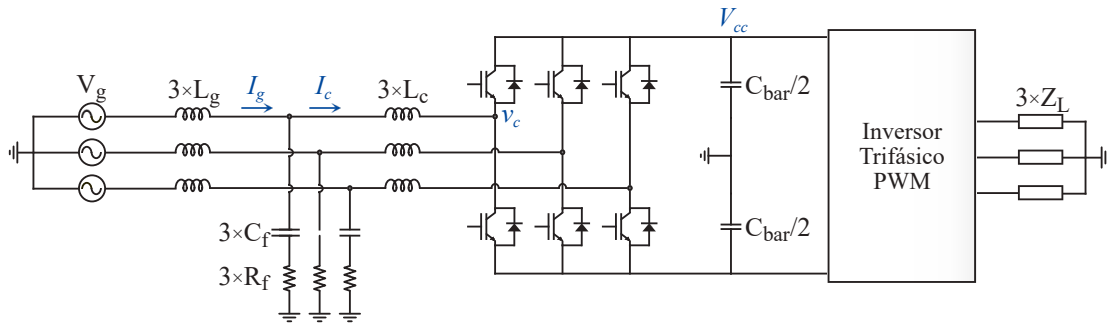 V_cc
V_g
3×L_g
I_g
I_c
3×L_c
v_c
C_bar/2
3×Z_L
Inversor
Trifásico
PWM
3×C_f
C_bar/2
3×R_f